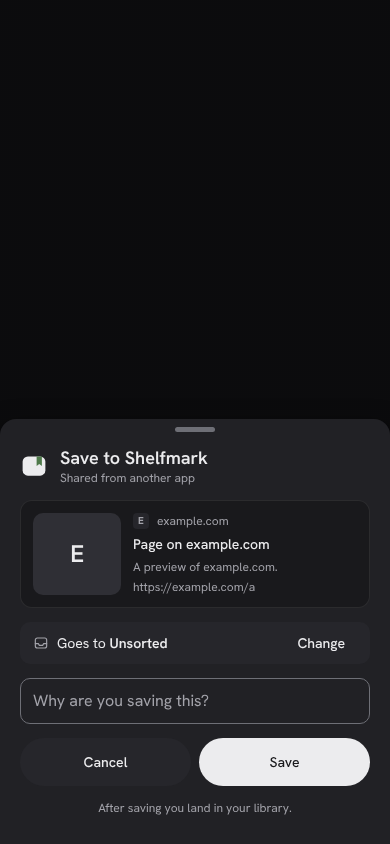 Save to Shelfmark
Shared from another app
E example.com
E
Page on example.com
A preview of example.com.
https://example.com/a
Goes to Unsorted Change
Why are you saving this?
Cancel Save
After saving you land in your library.